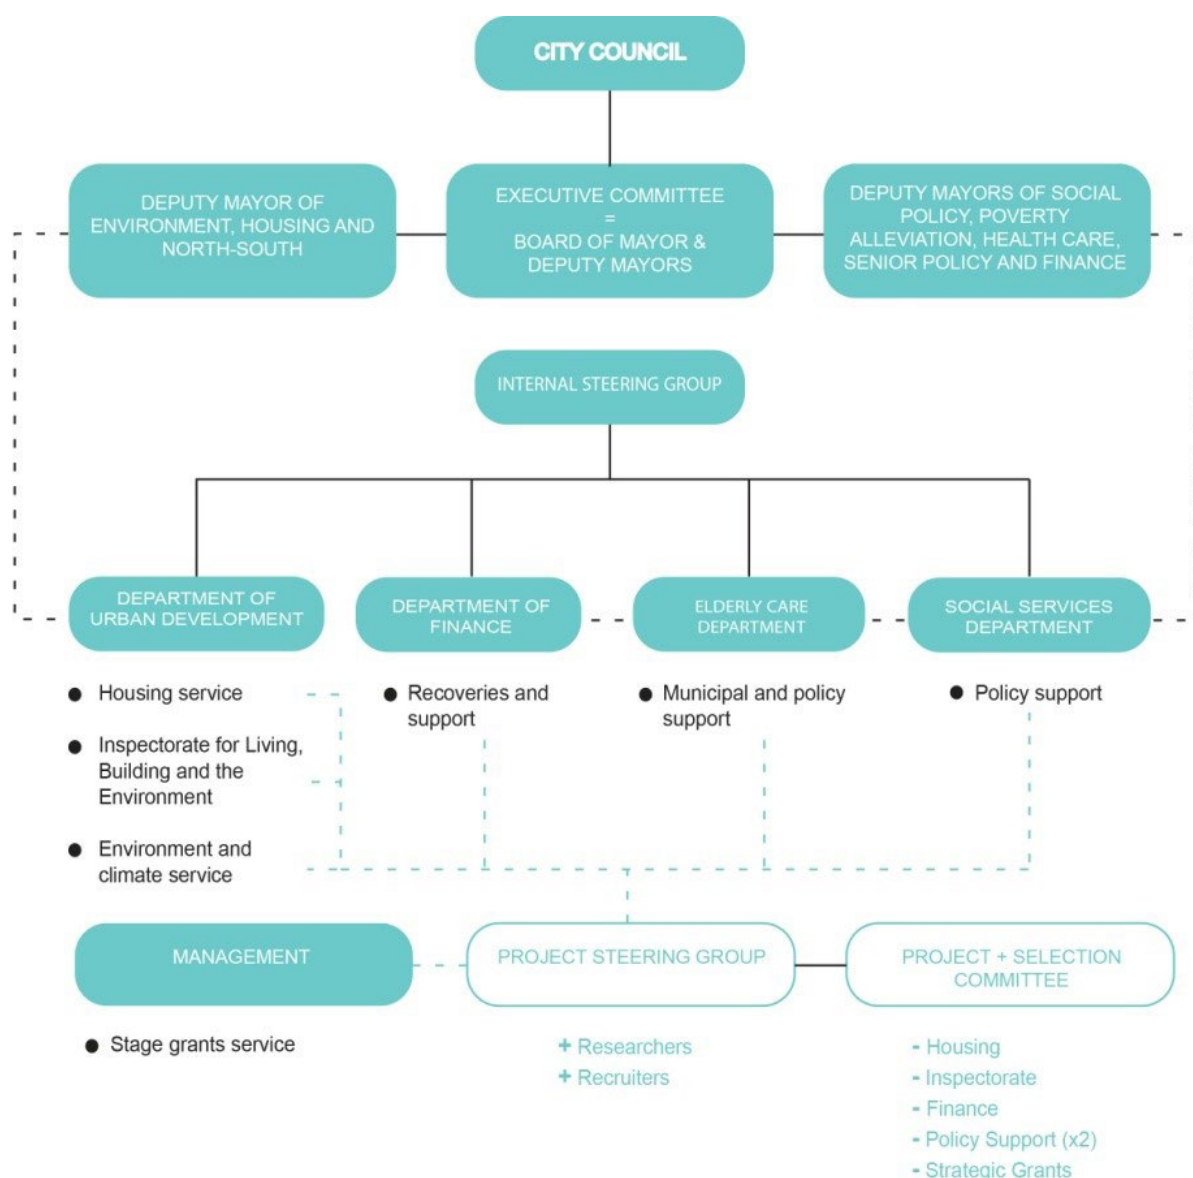 CITY COUNCIL
DEPUTY MAYOR OF
ENVIRONMENT, HOUSING AND
NORTH-SOUTH
EXECUTIVE COMMITTEE
=
BOARD OF MAYOR &
DEPUTY MAYORS
DEPUTY MAYORS OF SOCIAL
POLICY, POVERTY
ALLEVIATION, HEALTH CARE,
SENIOR POLICY AND FINANCE
INTERNAL STEERING GROUP
DEPARTMENT OF
URBAN DEVELOPMENT
DEPARTMENT OF
FINANCE
ELDERLY CARE
DEPARTMENT
SOCIAL SERVICES
DEPARTMENT
● Housing service
● Inspectorate for Living,
Building and the
Environment
● Environment and
climate service
● Recoveries and
support
● Municipal and policy
support
● Policy support
MANAGEMENT
● Stage grants service
PROJECT STEERING GROUP
+ Researchers
+ Recruiters
PROJECT + SELECTION
COMMITTEE
- Housing
- Inspectorate
- Finance
- Policy Support (x2)
- Strategic Grants